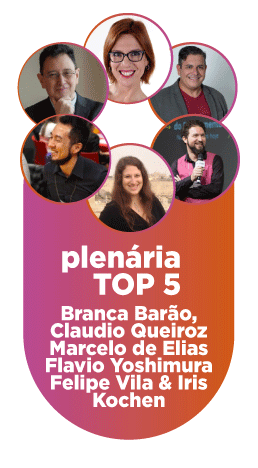 plenária
TOP 5
Branca Barão,
Claudio Queiroz
Marcelo de Elias
Flavio Yoshimura
Felipe Vila & Iris
Kochen